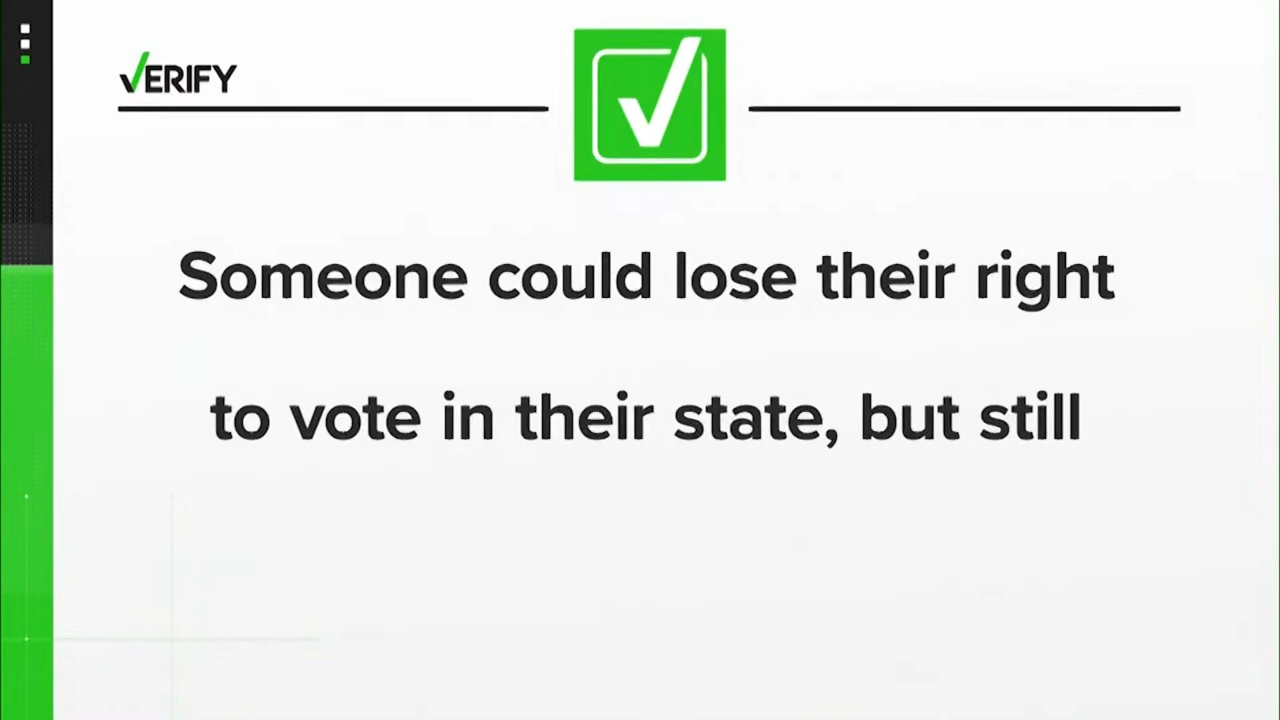 VERIFY
Someone could lose their right
to vote in their state, but still